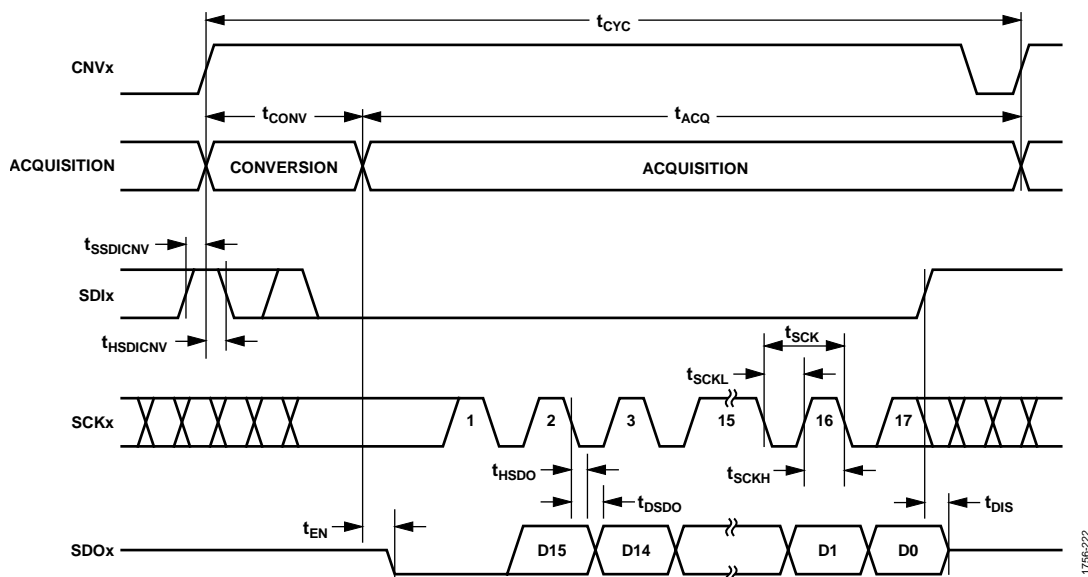 tCYC
CNVx
tCONV
tACQ
ACQUISITION
CONVERSION
ACQUISITION
tSSDICNV
SDIx
tHSDICNV
tSCK
tSCKL
SCKx
1
2
3
15
16
17
tHSDO
tDSDO
tSCKH
tEN
tDIS
SDOx
D15
D14
D1
D0
1756-222